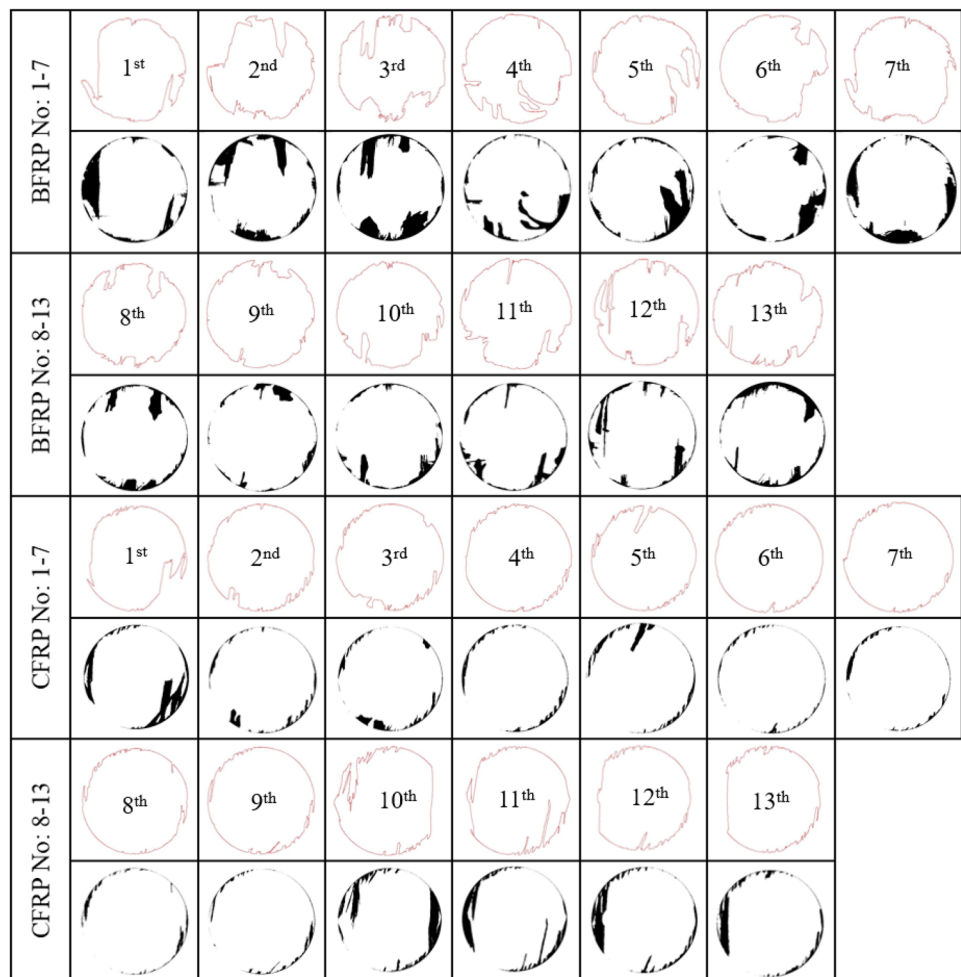 BFRP No: 1-7
1st
2nd
3rd
4th
5th
6th
7th
BFRP No: 8-13
8th
9th
10th
11th
12th
13th
CFRP No: 1-7
1st
2nd
3rd
4th
5th
6th
7th
CFRP No: 8-13
8th
9th
10th
11th
12th
13th